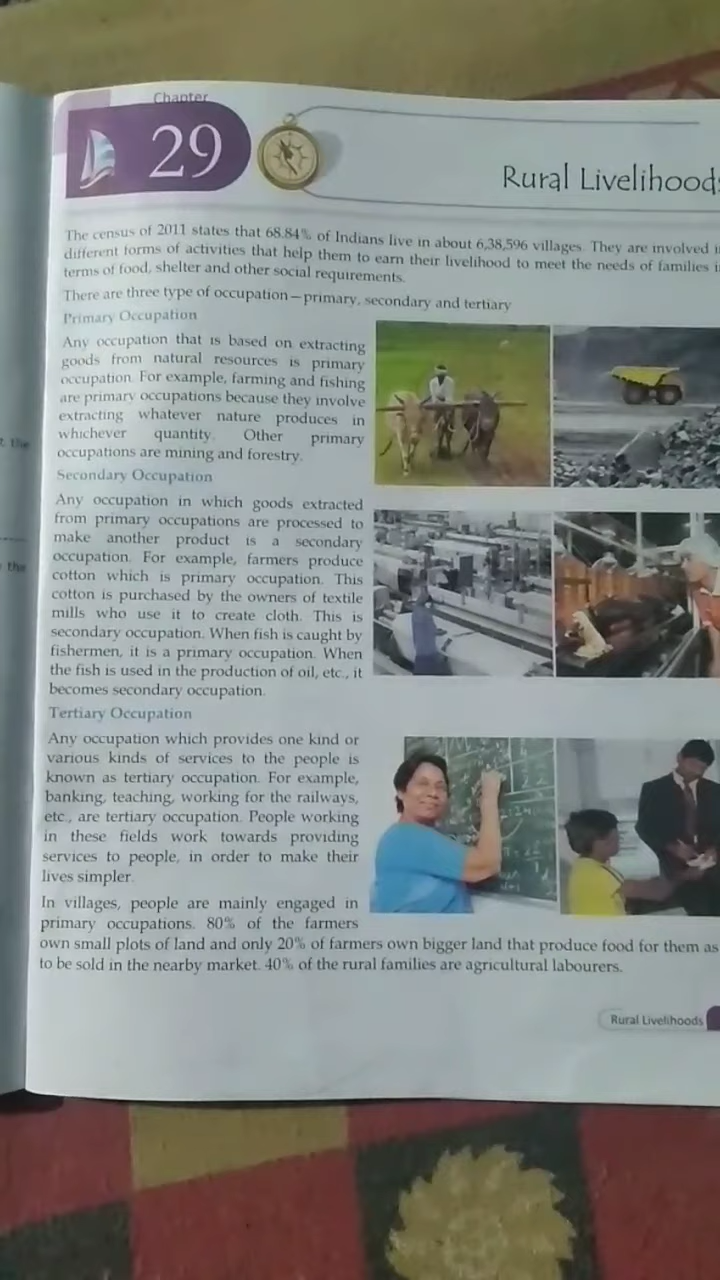 Chapter
29
Rural Livelihoods
The census of 2011 states that 68.84% of Indians live in about 6,38,596 villages. They are involved
different forms of activities that help them to earn their livelihood to meet the needs of families
terms of food, shelter and other social requirements.
There are three type of occupation – primary, secondary and tertiary
Primary Occupation
Any occupation that is based on extracting
goods from natural resources is primary
occupation. For example, farming and fishing
are primary occupations because they involve
extracting whatever nature produces in
whichever quantity. Other primary
occupations are mining and forestry.
Secondary Occupation
Any occupation in which goods extracted
from primary occupations are processed to
make another product is a secondary
occupation. For example, farmers produce
cotton which is primary occupation. This
cotton is purchased by the owners of textile
mills who use it to create cloth. This is
secondary occupation. When fish is caught by
fishermen, it is a primary occupation. When
the fish is used in the production of oil, etc., it
becomes secondary occupation.
Tertiary Occupation
Any occupation which provides one kind or
various kinds of services to the people is
known as tertiary occupation. For example,
banking, teaching, working for the railways,
etc., are tertiary occupation. People working
in these fields work towards providing
services to people, in order to make their
lives simpler.
In villages, people are mainly engaged in
primary occupations. 80% of the farmers
own small plots of land and only 20% of farmers own bigger land that produce food for them as
to be sold in the nearby market. 40% of the rural families are agricultural labourers.
Rural Livelihoods
the
the